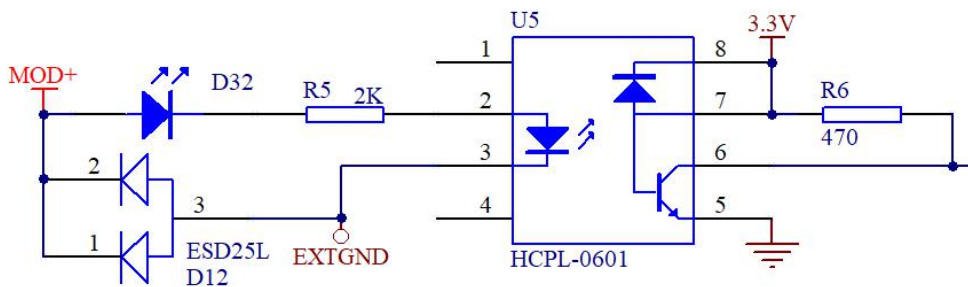 U5
3.3V
MOD+
D32
R5
2K
R6
470
1
2
3
4
8
7
6
5
2
1
3
ESD25L
D12
EXTGND
HCPL-0601